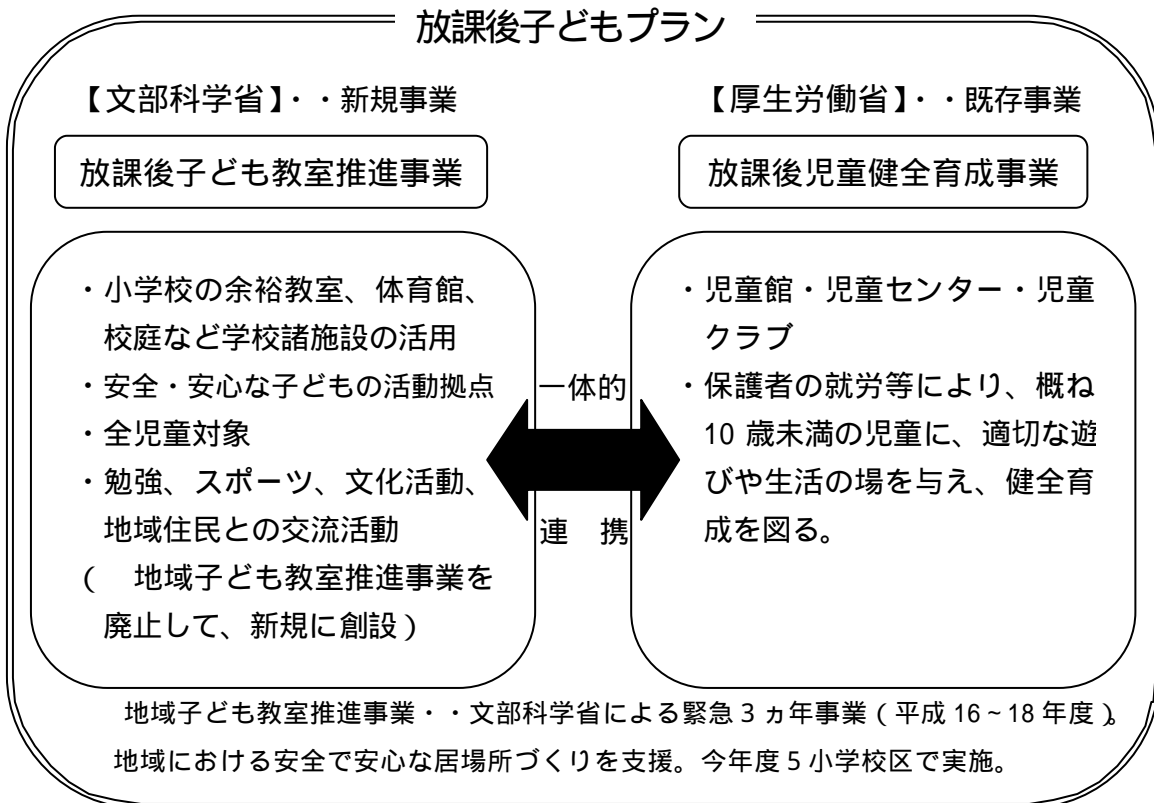 放課後子どもプラン
【文部科学省】・・新規事業
放課後子ども教室推進事業
・小学校の余裕教室、体育館、
校庭など学校諸施設の活用
・安全・安心な子どもの活動拠点
・全児童対象
・勉強、スポーツ、文化活動、
地域住民との交流活動
(　地域子ども教室推進事業を
廃止して、新規に創設)
一体的
連　携
【厚生労働省】・・既存事業
放課後児童健全育成事業
・児童館・児童センター・児童
クラブ
・保護者の就労等により、概ね
10 歳未満の児童に、適切な遊
びや生活の場を与え、健全育
成を図る。
地域子ども教室推進事業・・文部科学省による緊急3ヵ年事業(平成16~18年度)。
地域における安全で安心な居場所づくりを支援。今年度5小学校区で実施。